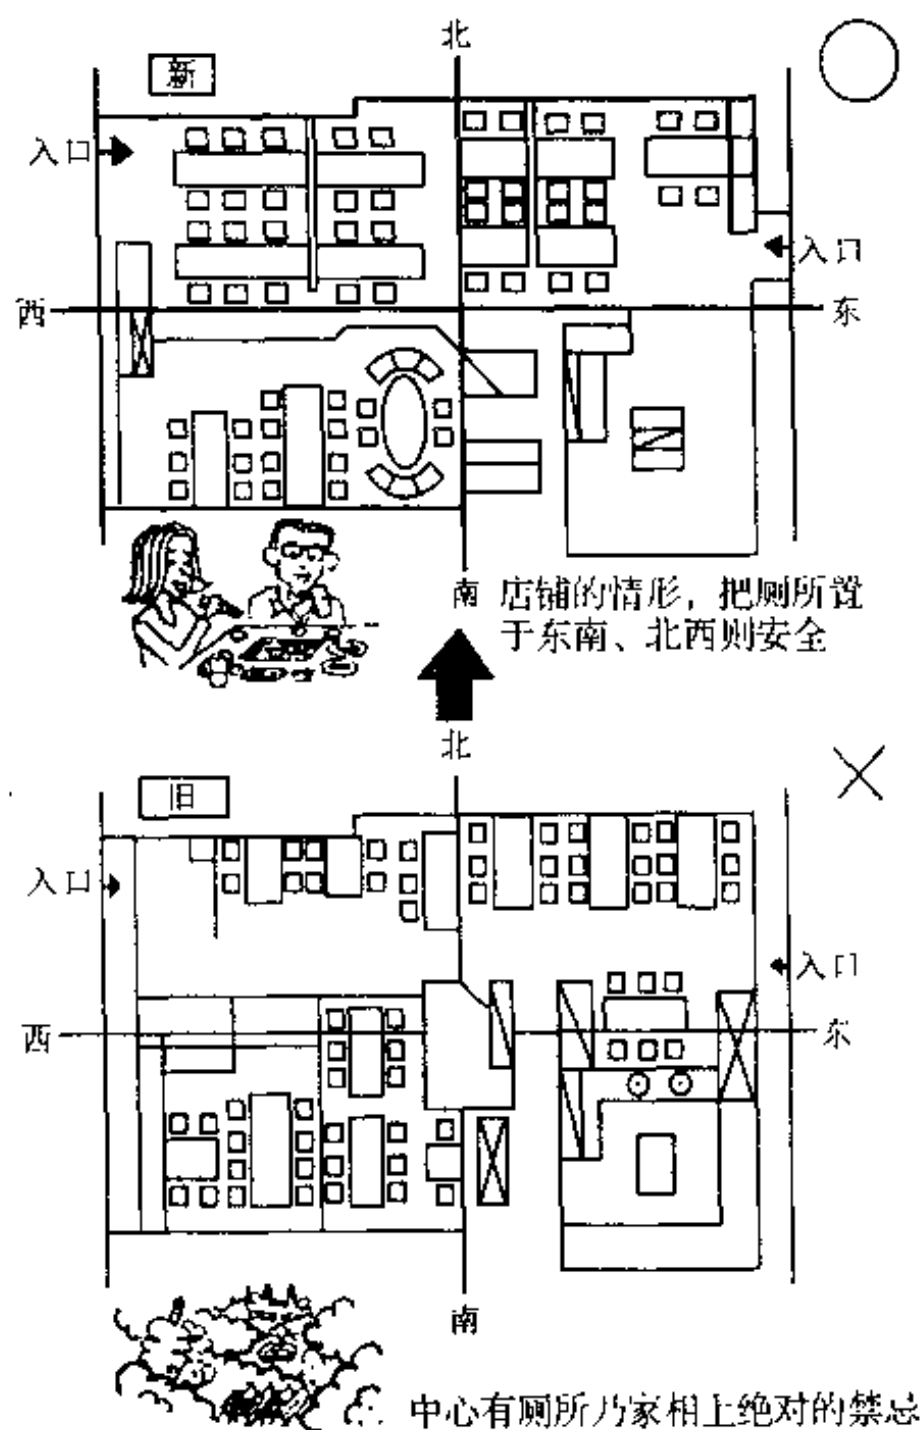 北
新
入口
入口
西
东
南
店铺的情形，把厕所置
于东南、北西则安全
北
旧
入口
入口
西
东
南
中心有厕所乃家相上绝对的禁忌